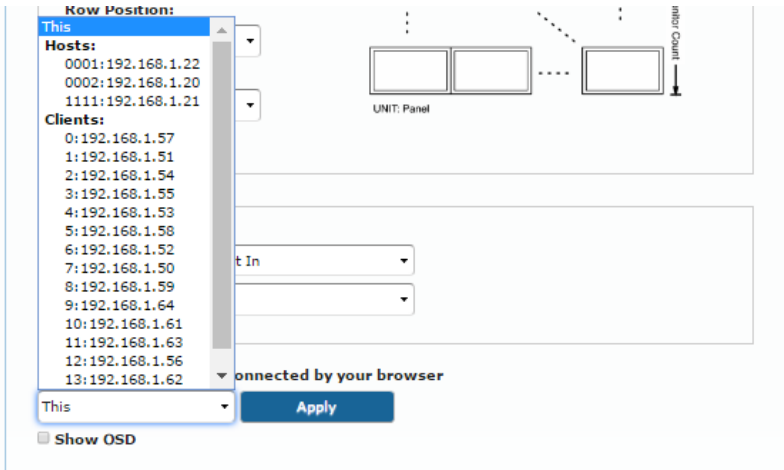 Row Position:
This
Hosts:
0001:192.168.1.22
0002:192.168.1.20
1111:192.168.1.21
Clients:
0:192.168.1.57
1:192.168.1.51
2:192.168.1.54
3:192.168.1.55
4:192.168.1.53
5:192.168.1.58
6:192.168.1.52
7:192.168.1.50
8:192.168.1.59
9:192.168.1.64
10:192.168.1.61
11:192.168.1.63
12:192.168.1.56
13:192.168.1.62
Count
UNIT: Panel
t In
onnected by your browser
This
Apply
Show OSD